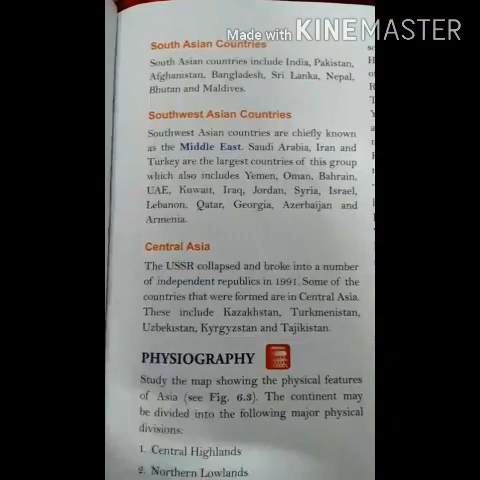 Made with KINEMASTER
South Asian Countries
South Asian countries include India, Pakistan,
Afghanistan, Bangladesh, Sri Lanka, Nepal,
Bhutan and Maldives.
Southwest Asian Countries
Southwest Asian countries are chiefly known
as the Middle East. Saudi Arabia, Iran and
Turkey are the largest countries of this group
which also includes Yemen, Oman, Bahrain,
UAE, Kuwait, Iraq, Jordan, Syria, Israel,
Lebanon, Qatar, Georgia, Azerbaijan and
Armenia.
Central Asia
The USSR collapsed and broke into a number
of independent republics in 1991. Some of the
countries that were formed are in Central Asia.
These include Kazakhstan, Turkmenistan,
Uzbekistan, Kyrgyzstan and Tajikistan.
PHYSIOGRAPHY
Study the map showing the physical features
of Asia (see Fig. 6.3). The continent may
be divided into the following major physical
divisions:
1. Central Highlands
2. Northern Lowlands